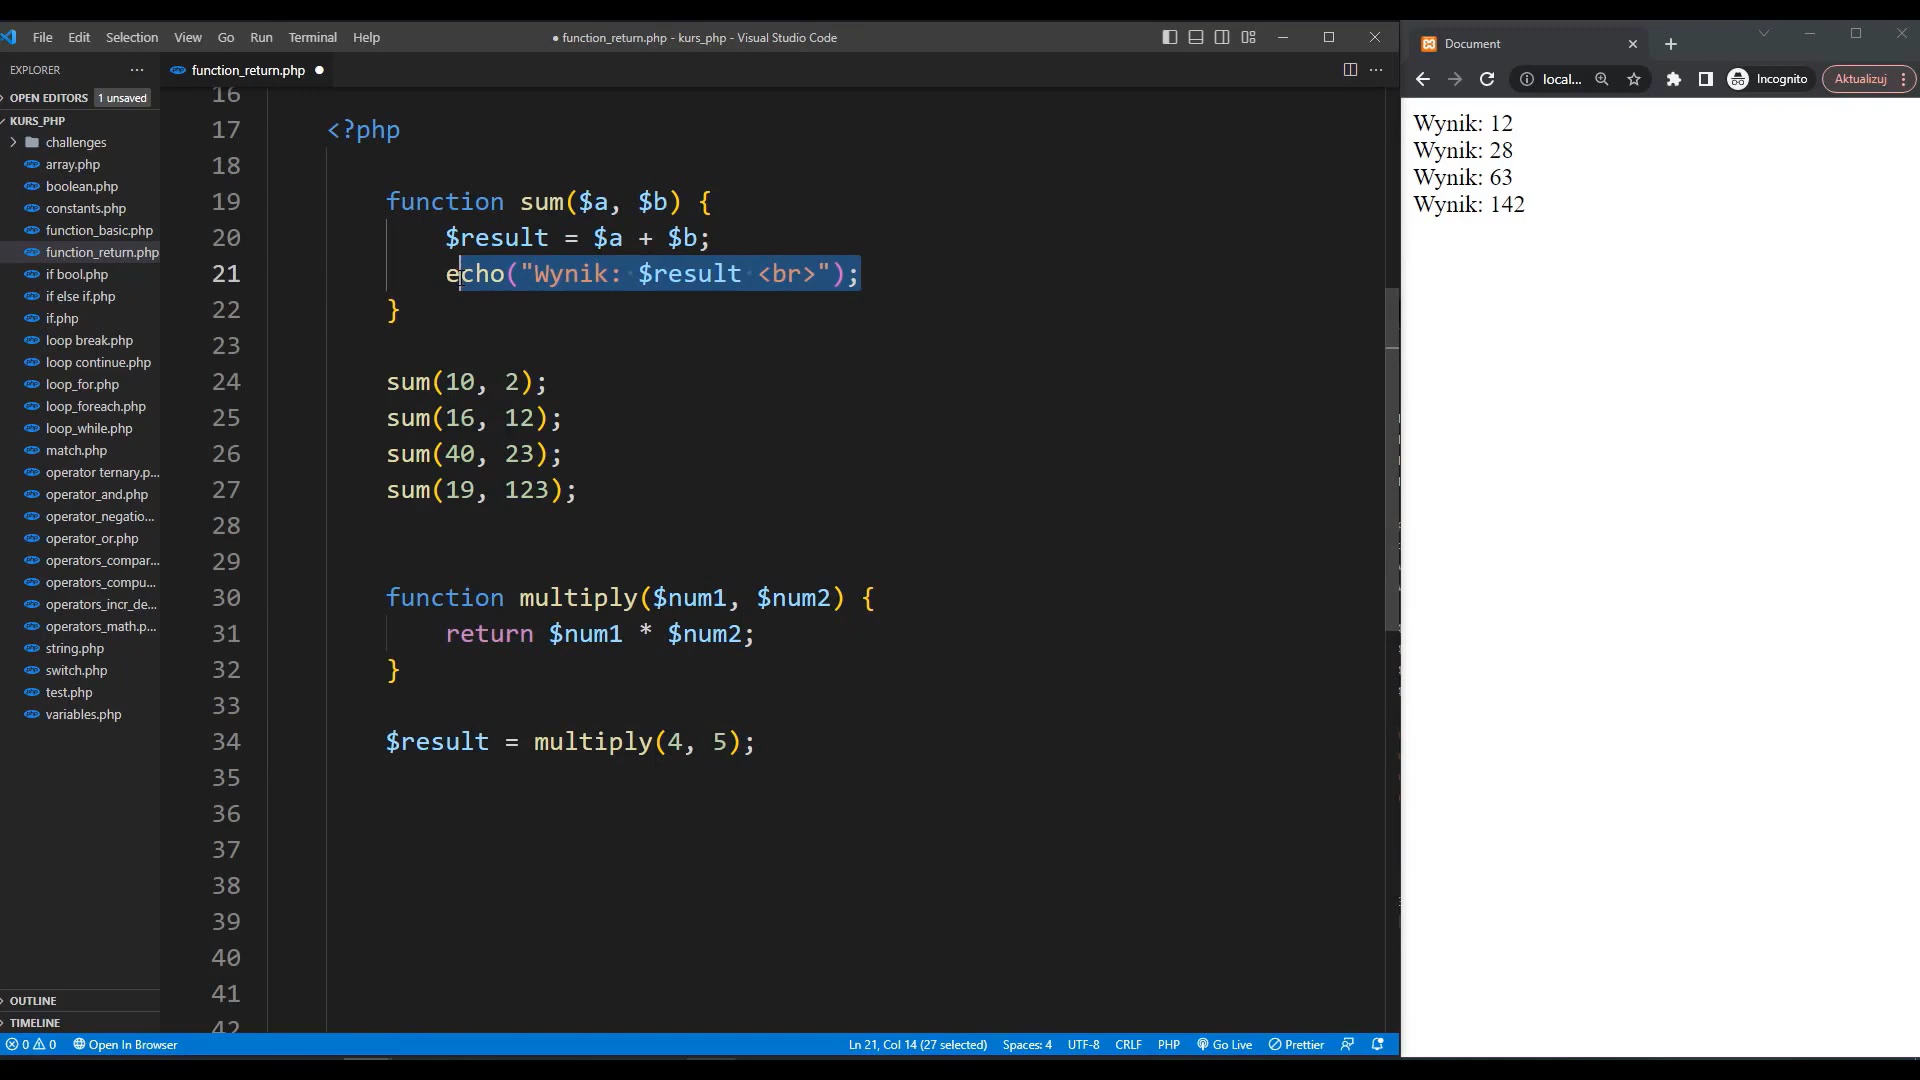 File Edit Selection View Go Run Terminal Help
● function_return.php - kurs_php - Visual Studio Code
EXPLORER
function_return.php
OPEN EDITORS 1 unsaved
KURS_PHP
challenges
array.php
boolean.php
constants.php
function_basic.php
function_return.php
if bool.php
if else if.php
if.php
loop break.php
loop continue.php
loop_for.php
loop_foreach.php
loop_while.php
match.php
operator ternary.p...
operator_and.php
operator_negatio...
operator_or.php
operators_compar...
operators_compu...
operators_incr_de...
operators_math.p...
string.php
switch.php
test.php
variables.php
OUTLINE
TIMELINE
16
17 <?php
18
19 function sum($a, $b) {
20 $result = $a + $b;
21 echo("Wynik: $result <br>");
22 }
23
24 sum(10, 2);
25 sum(16, 12);
26 sum(40, 23);
27 sum(19, 123);
28
29
30 function multiply($num1, $num2) {
31 return $num1 * $num2;
32 }
33
34 $result = multiply(4, 5);
35
36
37
38
39
40
41
42
0 0 Open In Browser
Ln 21, Col 14 (27 selected) Spaces: 4 UTF-8 CRLF PHP Go Live Prettier
Document
local... Incognito Aktualizuj
Wynik: 12
Wynik: 28
Wynik: 63
Wynik: 142